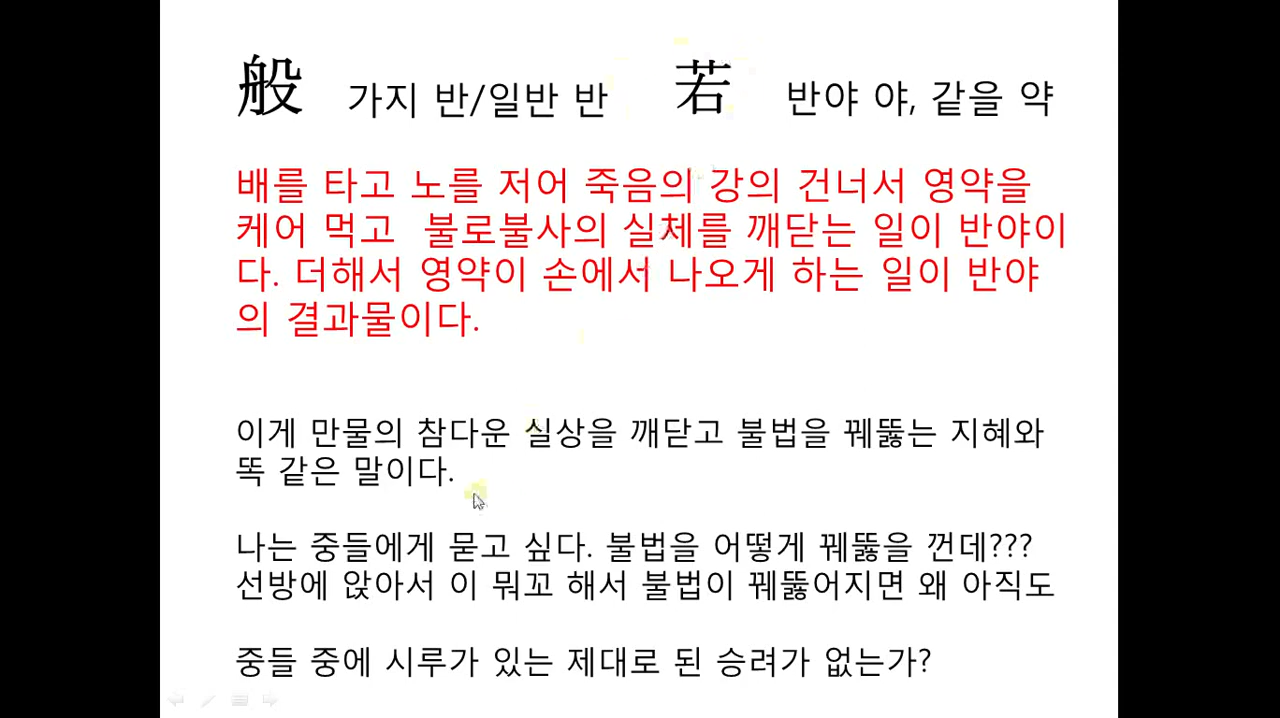 般 가지 반/일반 반 若 반야 야, 같을 약
배를 타고 노를 저어 죽음의 강의 건너서 영약을
케어 먹고 불로불사의 실체를 깨닫는 일이 반야이
다. 더해서 영약이 손에서 나오게 하는 일이 반야
의 결과물이다.
이게 만물의 참다운 실상을 깨닫고 불법을 꿰뚫는 지혜와
똑 같은 말이다.
나는 중들에게 묻고 싶다. 불법을 어떻게 꿰뚫을 껀데???
선방에 앉아서 이 뭐꼬 해서 불법이 꿰뚫어지면 왜 아직도
중들 중에 시루가 있는 제대로 된 승려가 없는가?